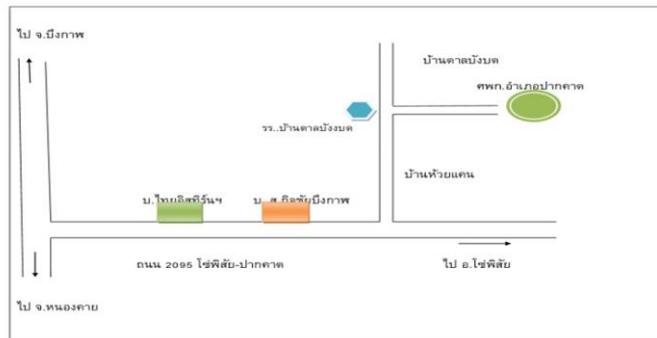 ไป จ.บึงกาฬ
บ้านตาลบังบด
ศพก.อำเภอปากคาด
รร..บ้านตาลบังงบด
บ้านห้วยแคน
บ.ไทยอิสทิร์นฯ
บ. ส.กิจชัยบึงกาฬ
ถนน 2095 โซ่พิสัย-ปากคาด
ไป อ.โซ่พิสัย
ไป จ.หนองคาย